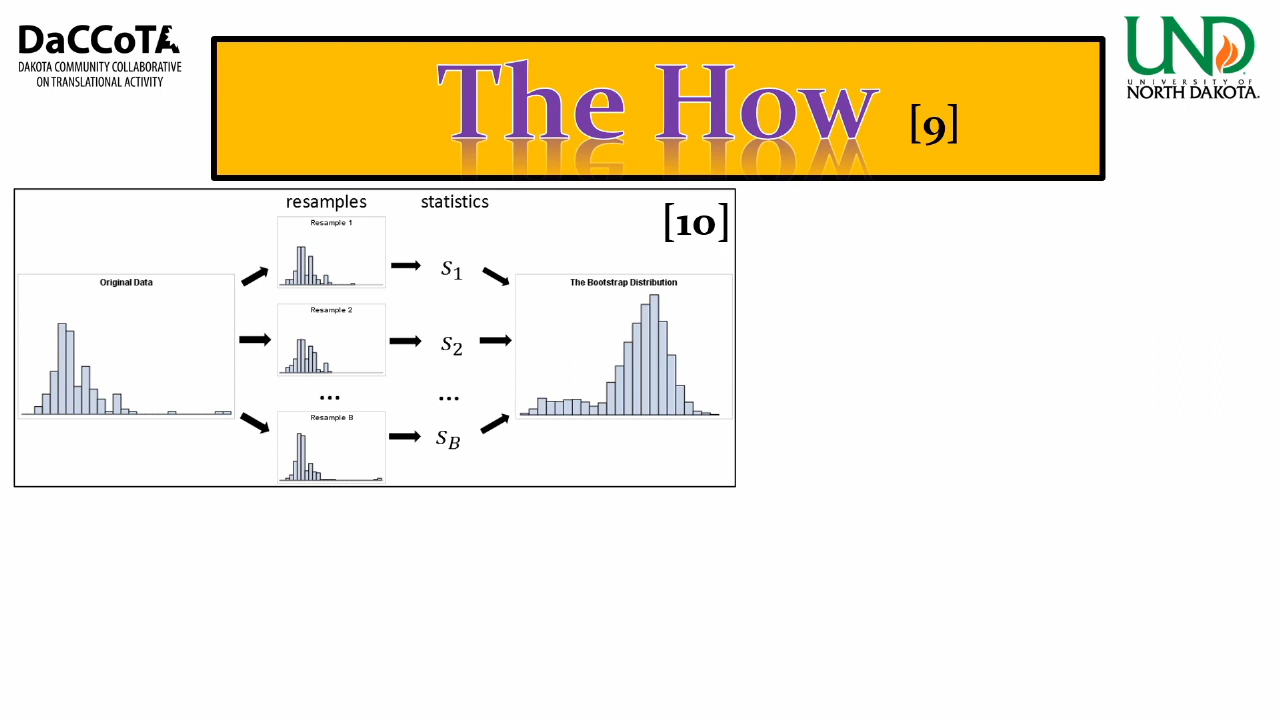 DaCCoTA
DAKOTA COMMUNITY COLLABORATIVE
ON TRANSLATIONAL ACTIVITY
The How [9]
UND
UNIVERSITY OF
NORTH DAKOTA.
resamples
statistics
[10]
Resample 1
Original Data
S₁
The Bootstrap Distribution
Resample 2
S₂
...
...
Resample B
S_B